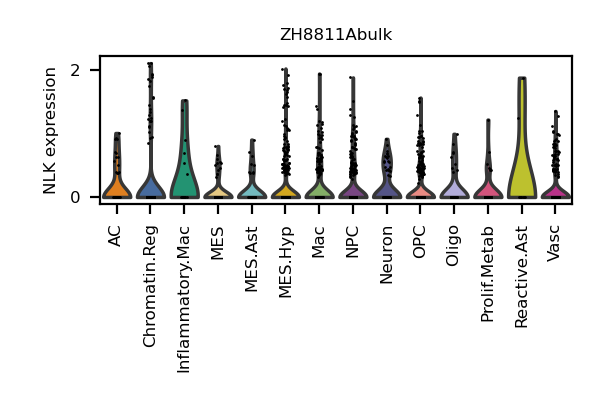 ZH8811Abulk
NLK expression
2
0
AC
Chromatin.Reg
Inflammatory.Mac
MES
MES.Ast
MES.Hyp
Mac
NPC
Neuron
OPC
Oligo
Prolif.Metab
Reactive.Ast
Vasc